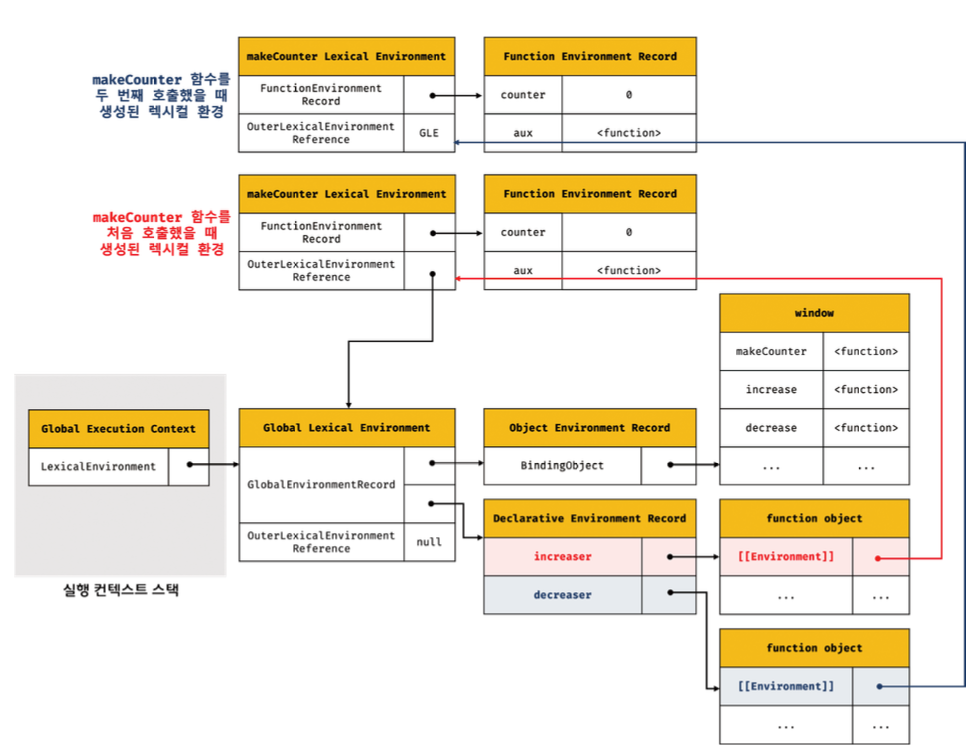 makeCounter 함수를
두 번째 호출했을 때
생성된 렉시컬 환경
makeCounter Lexical Environment
FunctionEnvironment
Record
OuterLexicalEnvironment
Reference
GLE
Function Environment Record
counter
0
aux
<function>
makeCounter 함수를
처음 호출했을 때
생성된 렉시컬 환경
makeCounter Lexical Environment
FunctionEnvironment
Record
OuterLexicalEnvironment
Reference
Function Environment Record
counter
0
aux
<function>
window
makeCounter
<function>
increase
<function>
decrease
<function>
...
...
Global Execution Context
LexicalEnvironment
실행 컨텍스트 스택
Global Lexical Environment
GlobalEnvironmentRecord
OuterLexicalEnvironment
Reference
null
Object Environment Record
BindingObject
Declarative Environment Record
increaser
decreaser
function object
[[Environment]]
...
...
function object
[[Environment]]
...
...